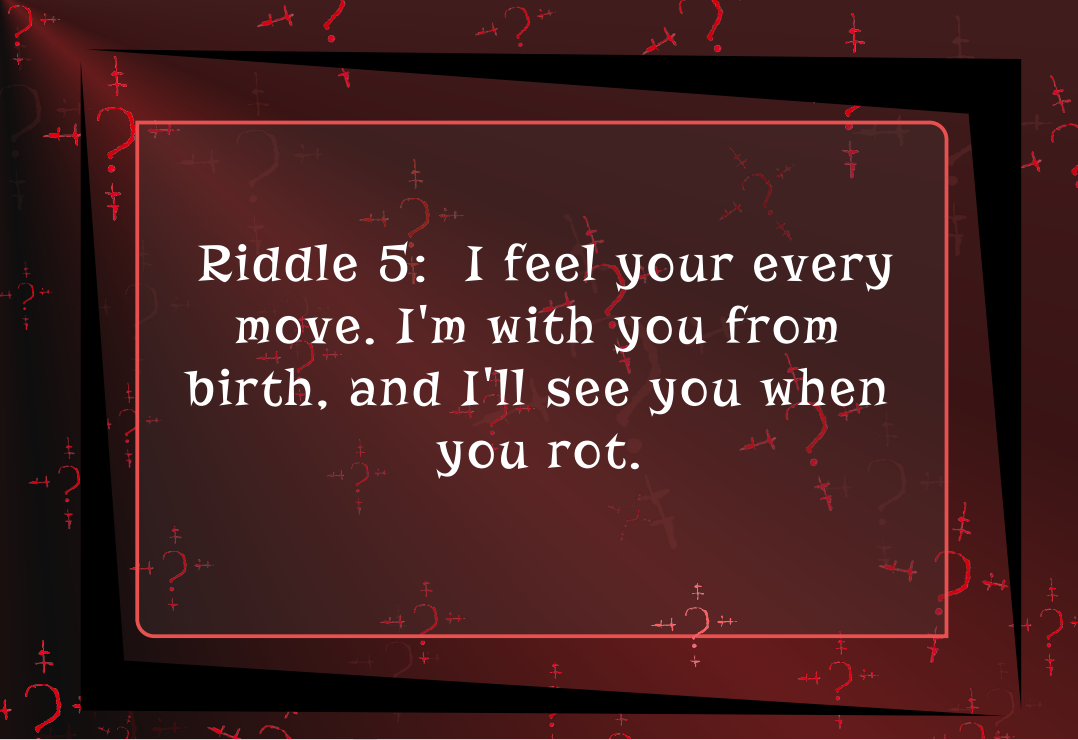 Riddle 5:  I feel your every
move. I'm with you from
birth, and I'll see you when
you rot.